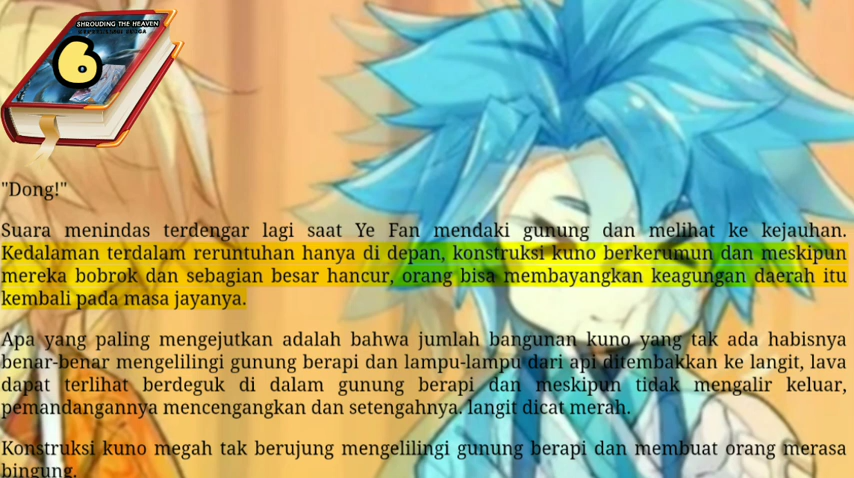 SHROUDING THE HEAVEN
6
"Dong!"
Suara menindas terdengar lagi saat Ye Fan mendaki gunung dan melihat ke kejauhan.
Kedalaman terdalam reruntuhan hanya di depan, konstruksi kuno berkerumun dan meskipun
mereka bobrok dan sebagian besar hancur, orang bisa membayangkan keagungan daerah itu
kembali pada masa jayanya.
Apa yang paling mengejutkan adalah bahwa jumlah bangunan kuno yang tak ada habisnya
benar-benar mengelilingi gunung berapi dan lampu-lampu dari api ditembakkan ke langit, lava
dapat terlihat berdeguk di dalam gunung berapi dan meskipun tidak mengalir keluar,
pemandangannya mencengangkan dan setengahnya. langit dicat merah.
Konstruksi kuno megah tak berujung mengelilingi gunung berapi dan membuat orang merasa
bingung.